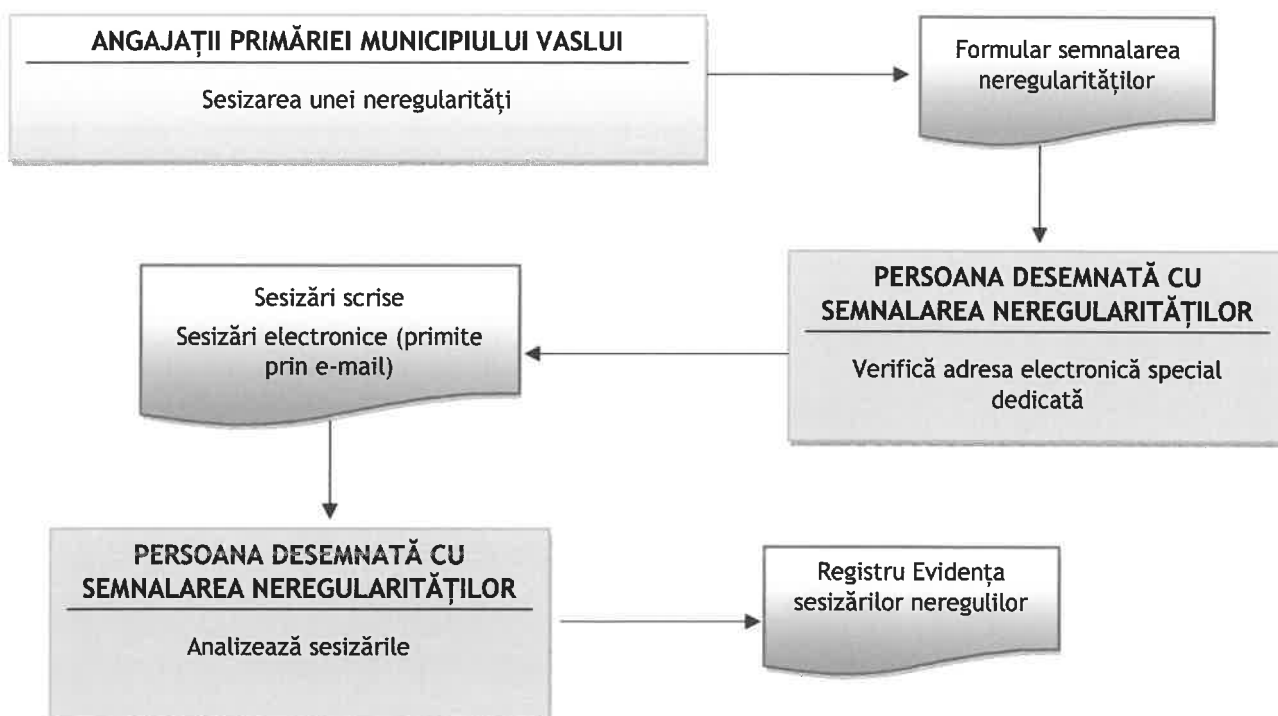 ANGAJAȚII PRIMĂRIEI MUNICIPIULUI VASLUI
Sesizarea unei neregularități
Formular semnalarea
neregularităților
PERSOANA DESEMNATĂ CU
SEMNALAREA NEREGULARITĂȚILOR
Verifică adresa electronică special
dedicată
Sesizări scrise
Sesizări electronice (primite
prin e-mail)
PERSOANA DESEMNATĂ CU
SEMNALAREA NEREGULARITĂȚILOR
Analizează sesizările
Registru Evidența
sesizărilor neregulilor